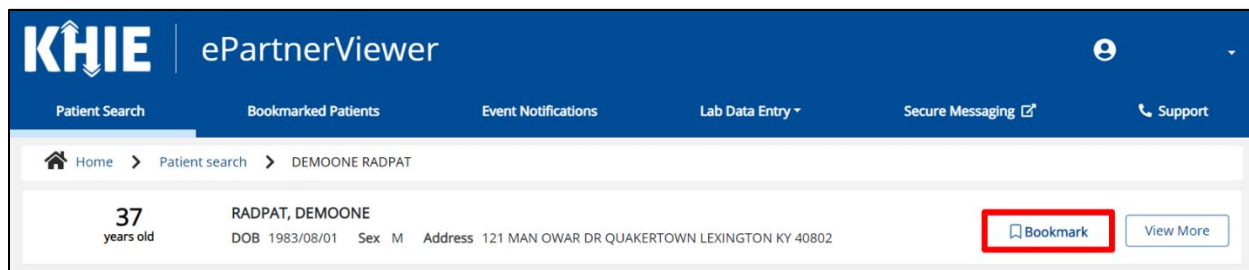 KHIE ePartnerViewer
Patient Search Bookmarked Patients Event Notifications Lab Data Entry Secure Messaging Support
Home > Patient search > DEMOONE RADPAT
37 RADPAT, DEMOONE
years old DOB 1983/08/01 Sex M Address 121 MAN OWAR DR QUAKERTOWN LEXINGTON KY 40802 Bookmark View More